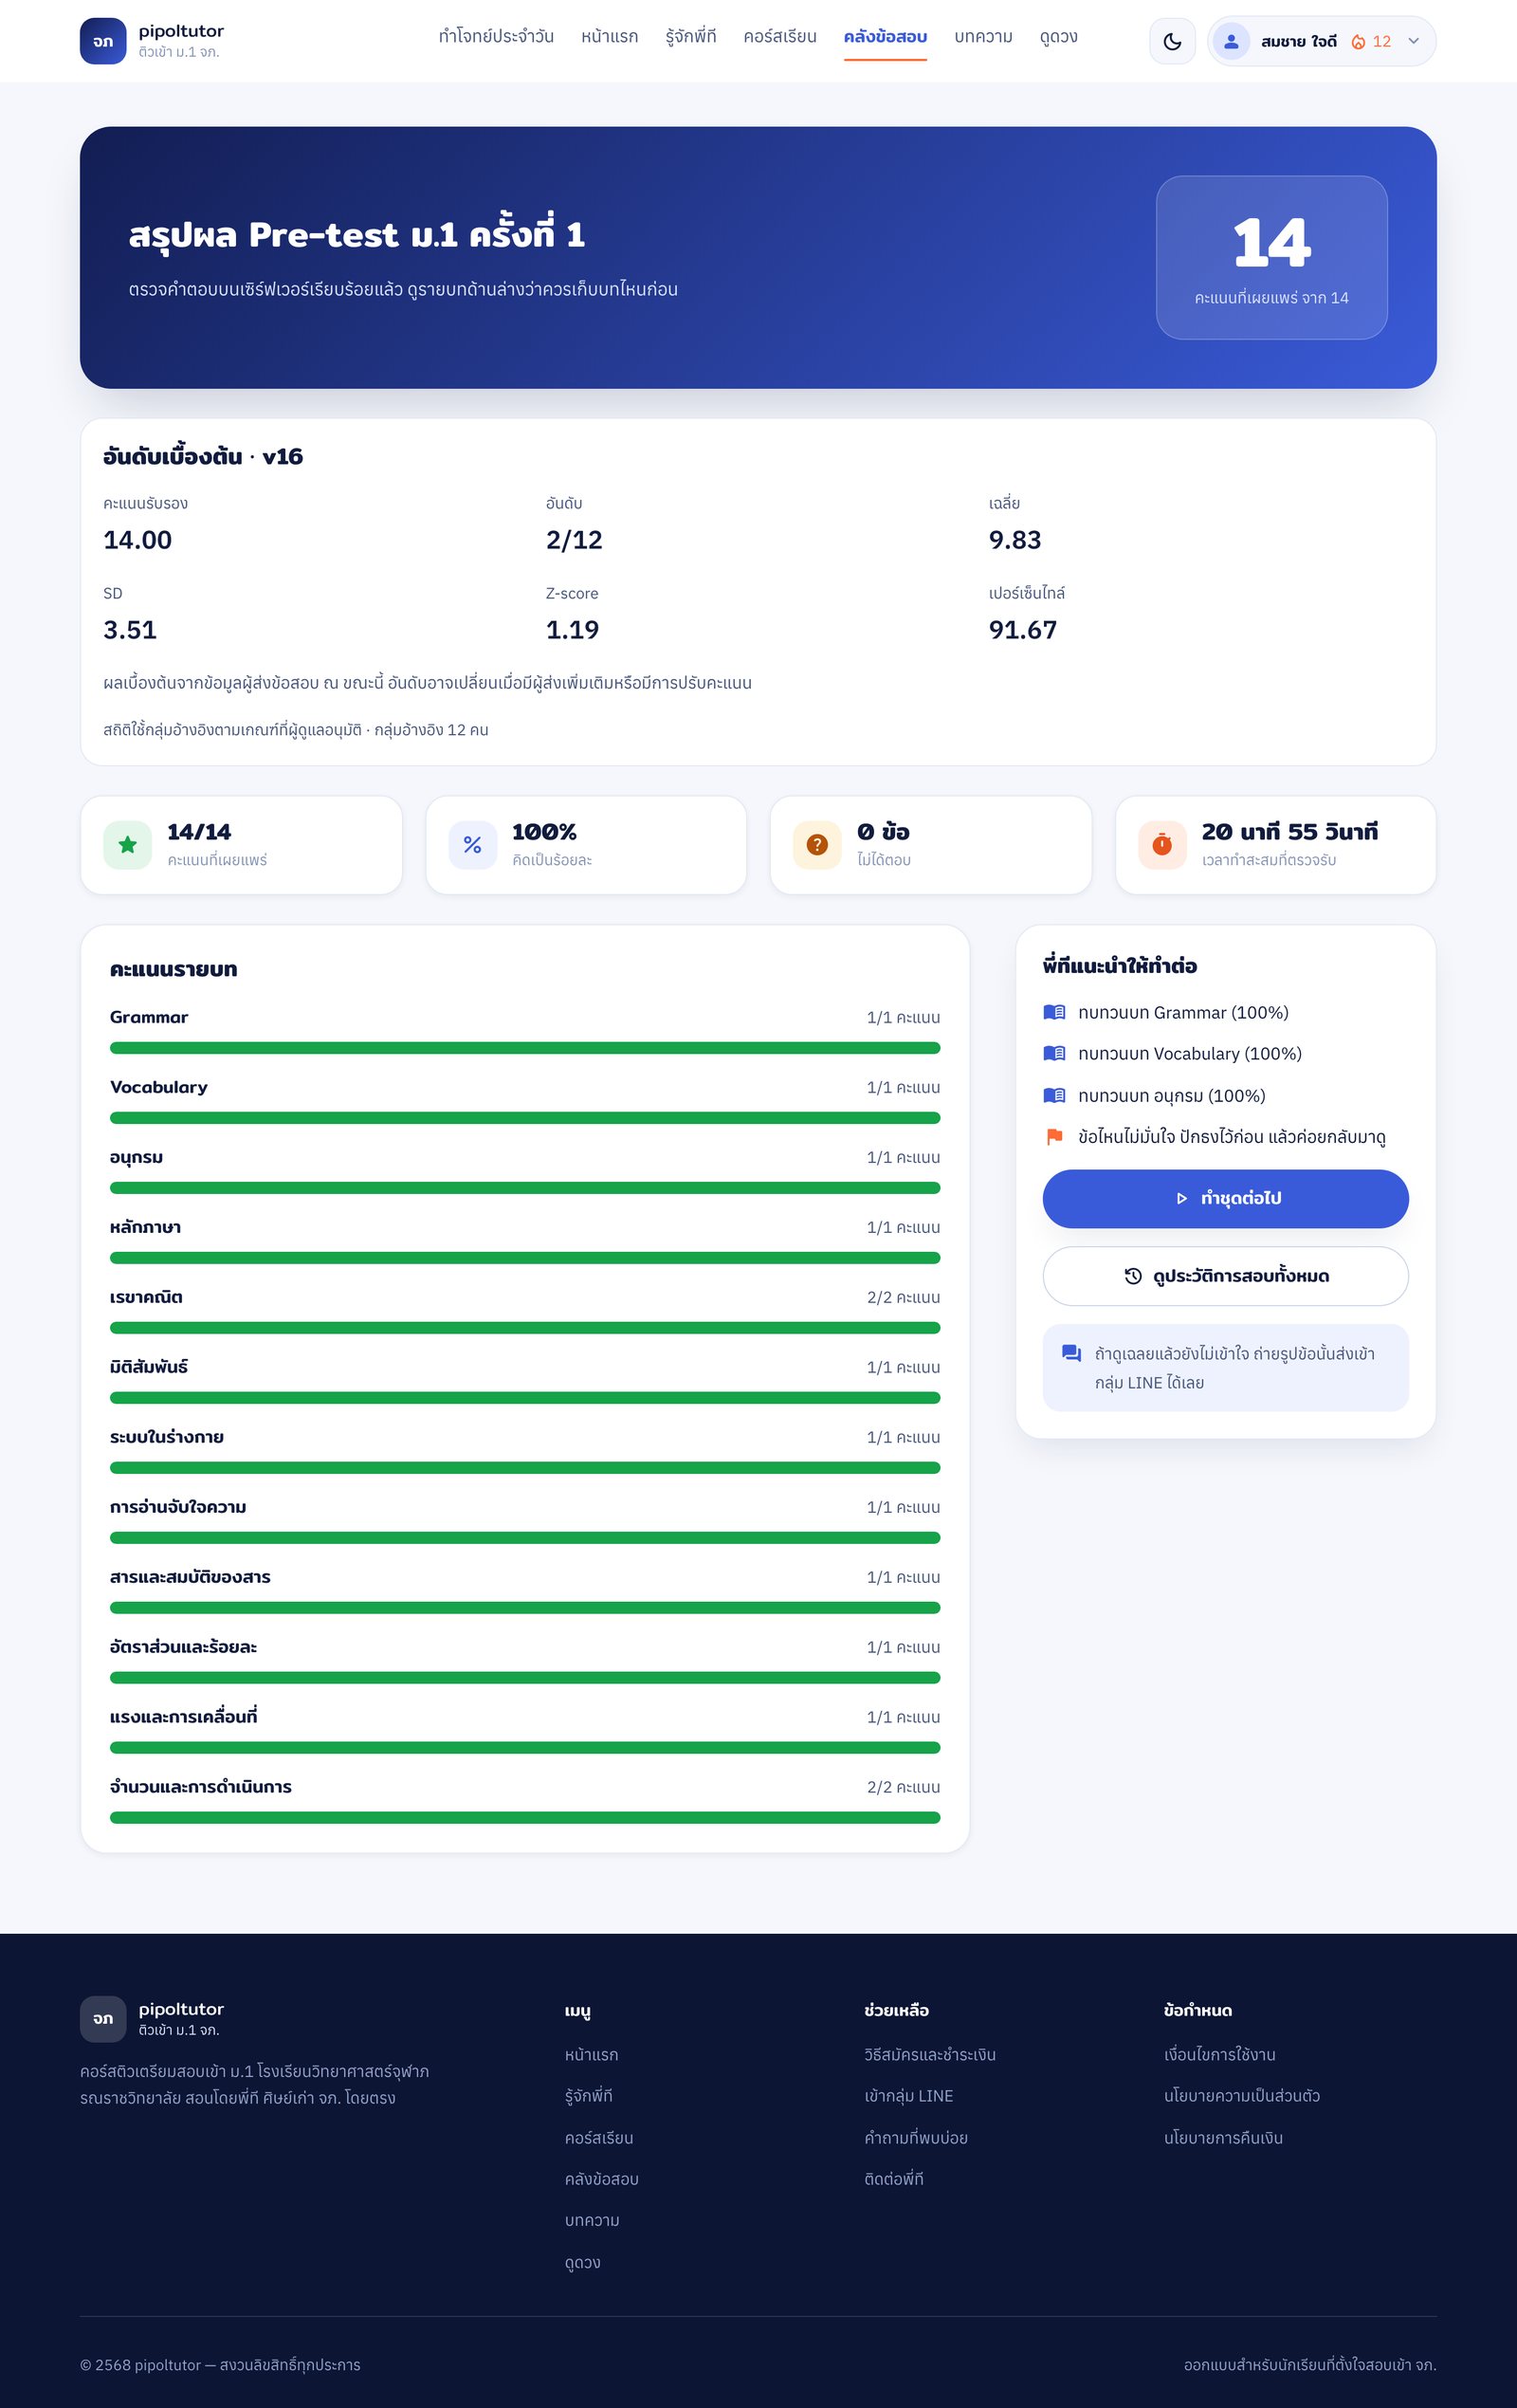 จภ
pipoltutor
ติวเข้า ม.1 จภ.
ทำโจทย์ประจำวัน
หน้าแรก
รู้จักพี่ที
คอร์สเรียน
คลังข้อสอบ
บทความ
ดูดวง
สมชาย ใจดี
12
สรุปผล Pre-test ม.1 ครั้งที่ 1
ตรวจคำตอบบนเซิร์ฟเวอร์เรียบร้อยแล้ว ดูรายบทด้านล่างว่าควรเก็บบทไหนก่อน
14
คะแนนที่เผยแพร่ จาก 14
อันดับเบื้องต้น · v16
คะแนนรับรอง
14.00
อันดับ
2/12
เฉลี่ย
9.83
SD
3.51
Z-score
1.19
เปอร์เซ็นไทล์
91.67
ผลเบื้องต้นจากข้อมูลผู้ส่งข้อสอบ ณ ขณะนี้ อันดับอาจเปลี่ยนเมื่อมีผู้ส่งเพิ่มเติมหรือมีการปรับคะแนน
สถิติใช้กลุ่มอ้างอิงตามเกณฑ์ที่ผู้ดูแลอนุมัติ · กลุ่มอ้างอิง 12 คน
14/14
คะแนนที่เผยแพร่
100%
คิดเป็นร้อยละ
0 ข้อ
ไม่ได้ตอบ
20 นาที 55 วินาที
เวลาทำสะสมที่ตรวจรับ
คะแนนรายบท
Grammar
1/1 คะแนน
Vocabulary
1/1 คะแนน
อนุกรม
1/1 คะแนน
หลักภาษา
1/1 คะแนน
เรขาคณิต
2/2 คะแนน
มิติสัมพันธ์
1/1 คะแนน
ระบบในร่างกาย
1/1 คะแนน
การอ่านจับใจความ
1/1 คะแนน
สารและสมบัติของสาร
1/1 คะแนน
อัตราส่วนและร้อยละ
1/1 คะแนน
แรงและการเคลื่อนที่
1/1 คะแนน
จำนวนและการดำเนินการ
2/2 คะแนน
พี่ทีแนะนำให้ทำต่อ
ทบทวนบท Grammar (100%)
ทบทวนบท Vocabulary (100%)
ทบทวนบท อนุกรม (100%)
ข้อไหนไม่มั่นใจ ปักธงไว้ก่อน แล้วค่อยกลับมาดู
ทำชุดต่อไป
ดูประวัติการสอบทั้งหมด
ถ้าดูเฉลยแล้วยังไม่เข้าใจ ถ่ายรูปข้อนั้นส่งเข้า
กลุ่ม LINE ได้เลย
จภ
pipoltutor
ติวเข้า ม.1 จภ.
คอร์สติวเตรียมสอบเข้า ม.1 โรงเรียนวิทยาศาสตร์จุฬาภ
รณราชวิทยาลัย สอนโดยพี่ที ศิษย์เก่า จภ. โดยตรง
เมนู
หน้าแรก
รู้จักพี่ที
คอร์สเรียน
คลังข้อสอบ
บทความ
ดูดวง
ช่วยเหลือ
วิธีสมัครและชำระเงิน
เข้ากลุ่ม LINE
คำถามที่พบบ่อย
ติดต่อพี่ที
ข้อกำหนด
เงื่อนไขการใช้งาน
นโยบายความเป็นส่วนตัว
นโยบายการคืนเงิน
© 2568 pipoltutor — สงวนลิขสิทธิ์ทุกประการ
ออกแบบสำหรับนักเรียนที่ตั้งใจสอบเข้า จภ.